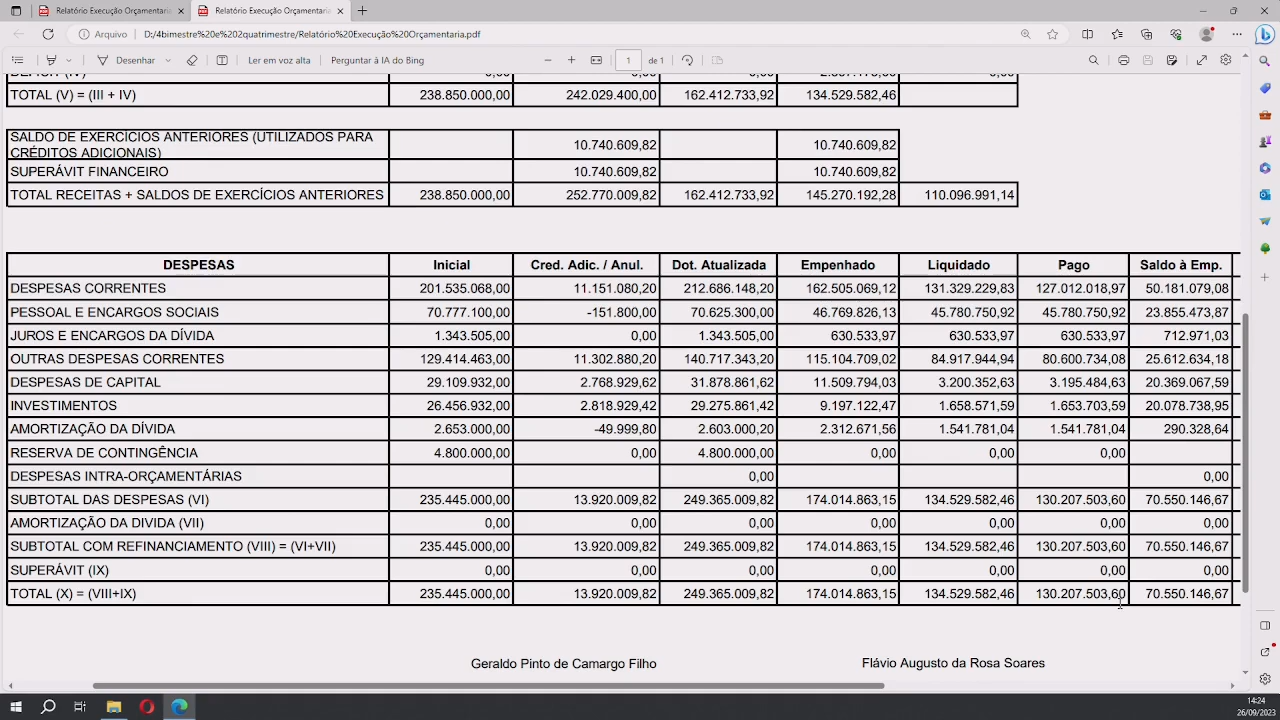 Relatório Execução Orçamentaria
Relatório Execução Orçamentaria
Arquivo D:/4bimestre%20e%202quatrimestre/Relatório%20Execução%20Orçamentaria.pdf
Desenhar Ler em voz alta Perguntar à IA do Bing 1 de 1
TOTAL (V) = (III + IV) 238.850.000,00 242.029.400,00 162.412.733,92 134.529.582,46
SALDO DE EXERCÍCIOS ANTERIORES (UTILIZADOS PARA
CRÉDITOS ADICIONAIS) 10.740.609,82 10.740.609,82
SUPERÁVIT FINANCEIRO 10.740.609,82 10.740.609,82
TOTAL RECEITAS + SALDOS DE EXERCÍCIOS ANTERIORES 238.850.000,00 252.770.009,82 162.412.733,92 145.270.192,28 110.096.991,14
DESPESAS Inicial Cred. Adic. / Anul. Dot. Atualizada Empenhado Liquidado Pago Saldo à Emp.
DESPESAS CORRENTES 201.535.068,00 11.151.080,20 212.686.148,20 162.505.069,12 131.329.229,83 127.012.018,97 50.181.079,08
PESSOAL E ENCARGOS SOCIAIS 70.777.100,00 -151.800,00 70.625.300,00 46.769.826,13 45.780.750,92 45.780.750,92 23.855.473,87
JUROS E ENCARGOS DA DÍVIDA 1.343.505,00 0,00 1.343.505,00 630.533,97 630.533,97 630.533,97 712.971,03
OUTRAS DESPESAS CORRENTES 129.414.463,00 11.302.880,20 140.717.343,20 115.104.709,02 84.917.944,94 80.600.734,08 25.612.634,18
DESPESAS DE CAPITAL 29.109.932,00 2.768.929,62 31.878.861,62 11.509.794,03 3.200.352,63 3.195.484,63 20.369.067,59
INVESTIMENTOS 26.456.932,00 2.818.929,42 29.275.861,42 9.197.122,47 1.658.571,59 1.653.703,59 20.078.738,95
AMORTIZAÇÃO DA DÍVIDA 2.653.000,00 -49.999,80 2.603.000,20 2.312.671,56 1.541.781,04 1.541.781,04 290.328,64
RESERVA DE CONTINGÊNCIA 4.800.000,00 0,00 4.800.000,00 0,00 0,00 0,00
DESPESAS INTRA-ORÇAMENTÁRIAS 0,00 0,00
SUBTOTAL DAS DESPESAS (VI) 235.445.000,00 13.920.009,82 249.365.009,82 174.014.863,15 134.529.582,46 130.207.503,60 70.550.146,67
AMORTIZAÇÃO DA DIVIDA (VII) 0,00 0,00 0,00 0,00 0,00 0,00 0,00
SUBTOTAL COM REFINANCIAMENTO (VIII) = (VI+VII) 235.445.000,00 13.920.009,82 249.365.009,82 174.014.863,15 134.529.582,46 130.207.503,60 70.550.146,67
SUPERÁVIT (IX) 0,00 0,00 0,00 0,00 0,00 0,00 0,00
TOTAL (X) = (VIII+IX) 235.445.000,00 13.920.009,82 249.365.009,82 174.014.863,15 134.529.582,46 130.207.503,60 70.550.146,67
Geraldo Pinto de Camargo Filho Flávio Augusto da Rosa Soares
14:24
26/09/2023